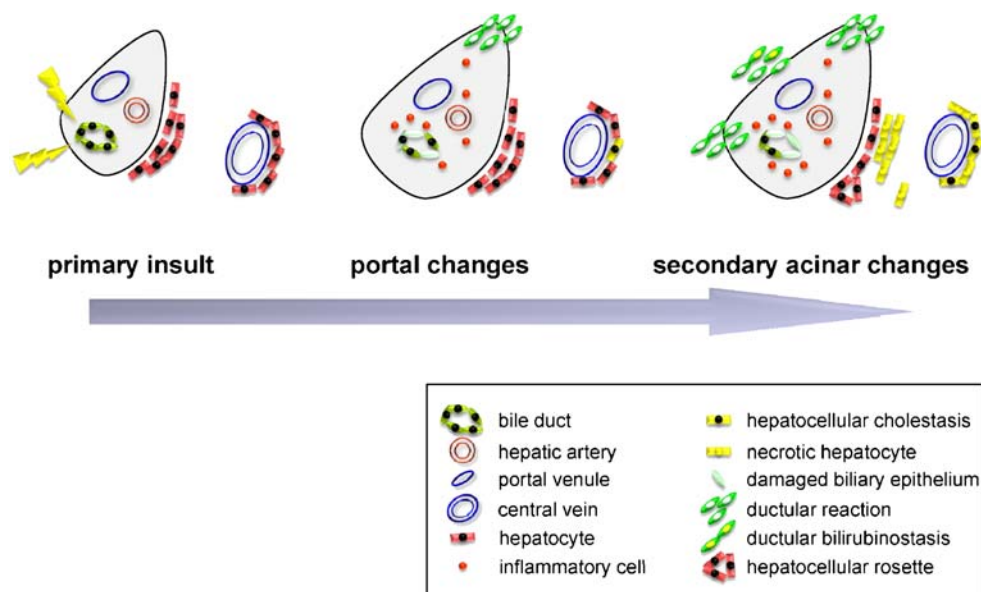 primary insult
portal changes
secondary acinar changes
bile duct
hepatic artery
portal venule
central vein
hepatocyte
inflammatory cell
hepatocellular cholestasis
necrotic hepatocyte
damaged biliary epithelium
ductular reaction
ductular bilirubinostasis
hepatocellular rosette